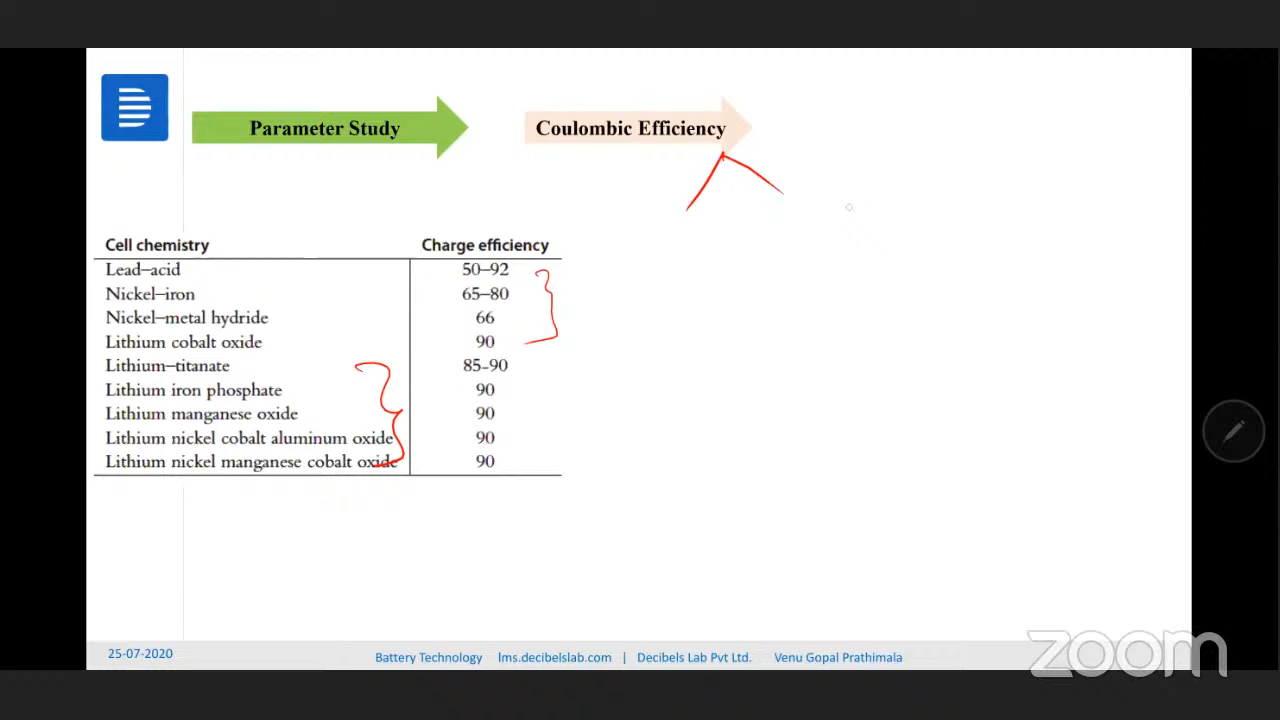 Parameter Study
Coulombic Efficiency
Cell chemistry Charge efficiency
Lead–acid 50–92
Nickel–iron 65–80
Nickel–metal hydride 66
Lithium cobalt oxide 90
Lithium–titanate 85-90
Lithium iron phosphate 90
Lithium manganese oxide 90
Lithium nickel cobalt aluminum oxide 90
Lithium nickel manganese cobalt oxide 90
25-07-2020
Battery Technology lms.decibelslab.com | Decibels Lab Pvt Ltd. Venu Gopal Prathimala
zoom